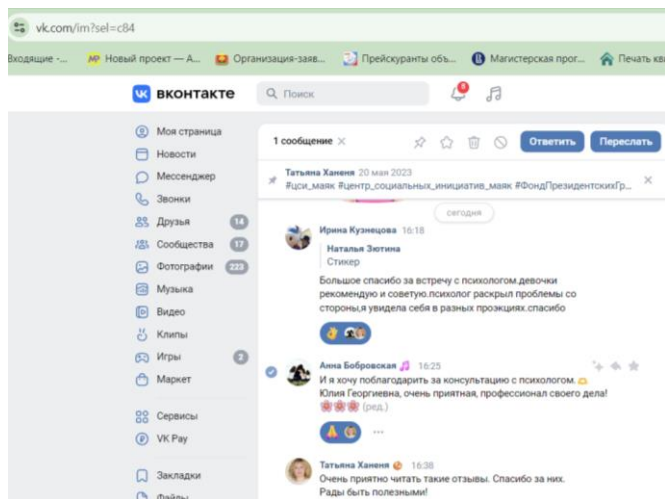 vk.com/im?sel=c84
Входящие -...
МР Новый проект — А...
Организация-заяв...
Прейскуранты объ...
Магистерская прог...
Печать кви
вконтакте
Поиск
8
Моя страница
Новости
Мессенджер
Звонки
Друзья 14
Сообщества 17
Фотографии 223
Музыка
Видео
Клипы
Игры 2
Маркет
Сервисы
VK Pay
Закладки
Файлы
1 сообщение
Ответить
Переслать
Татьяна Ханеня 20 мая 2023
#цси_маяк #центр_социальных_инициатив_маяк #ФондПрезидентскихГр...
сегодня
Ирина Кузнецова 16:18
Наталья Зютина
Стикер
Большое спасибо за встречу с психологом.девочки
рекомендую и советую.психолог раскрыл проблемы со
стороны,я увидела себя в разных проэкциях.спасибо
Анна Бобровская 16:25
И я хочу поблагодарить за консультацию с психологом.
Юлия Георгиевна, очень приятная, профессионал своего дела!
(ред.)
Татьяна Ханеня 16:38
Очень приятно читать такие отзывы. Спасибо за них.
Рады быть полезными!